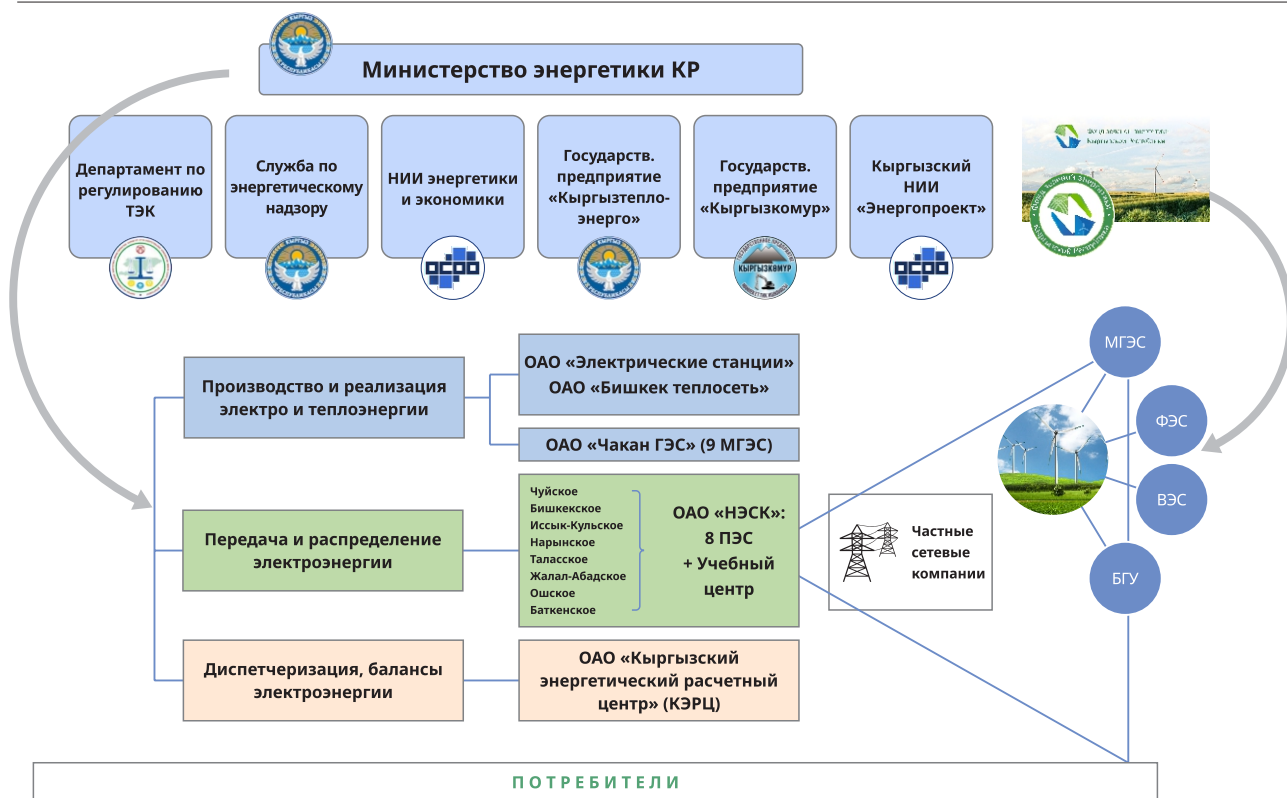 Министерство энергетики КР
Департамент по
регулированию
ТЭК
Служба по
энергетическому
надзору
НИИ энергетики
и экономики
Государств.
предприятие
«Кыргызтепло-
энерго»
Государств.
предприятие
«Кыргызкомур»
Кыргызский
НИИ
«Энергопроект»
КЫРГЫЗКӨМҮР
Производство и реализация
электро и теплоэнергии
ОАО «Электрические станции»
ОАО «Бишкек теплосеть»
ОАО «Чакан ГЭС» (9 МГЭС)
Передача и распределение
электроэнергии
Чуйское
Бишкекское
Иссык-Кульское
Нарынское
Таласское
Жалал-Абадское
Ошское
Баткенское
ОАО «НЭСК»:
8 ПЭС
+ Учебный
центр
Частные
сетевые
компании
МГЭС
ФЭС
ВЭС
БГУ
Диспетчеризация, балансы
электроэнергии
ОАО «Кыргызский
энергетический расчетный
центр» (КЭРЦ)
ПОТРЕБИТЕЛИ